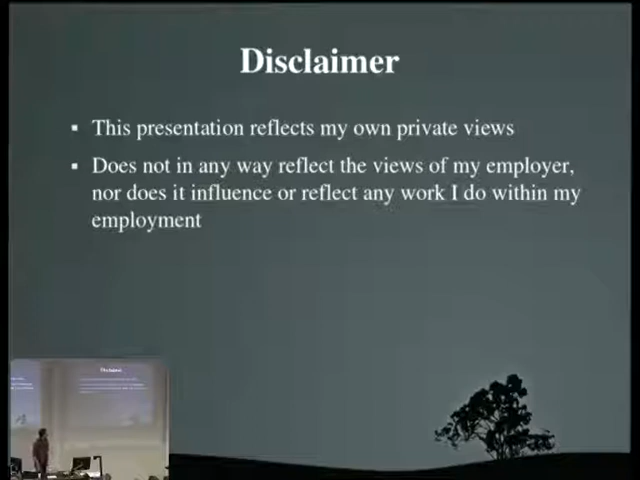 Disclaimer
This presentation reflects my own private views
Does not in any way reflect the views of my employer,
nor does it influence or reflect any work I do within my
employment
Disclaimer